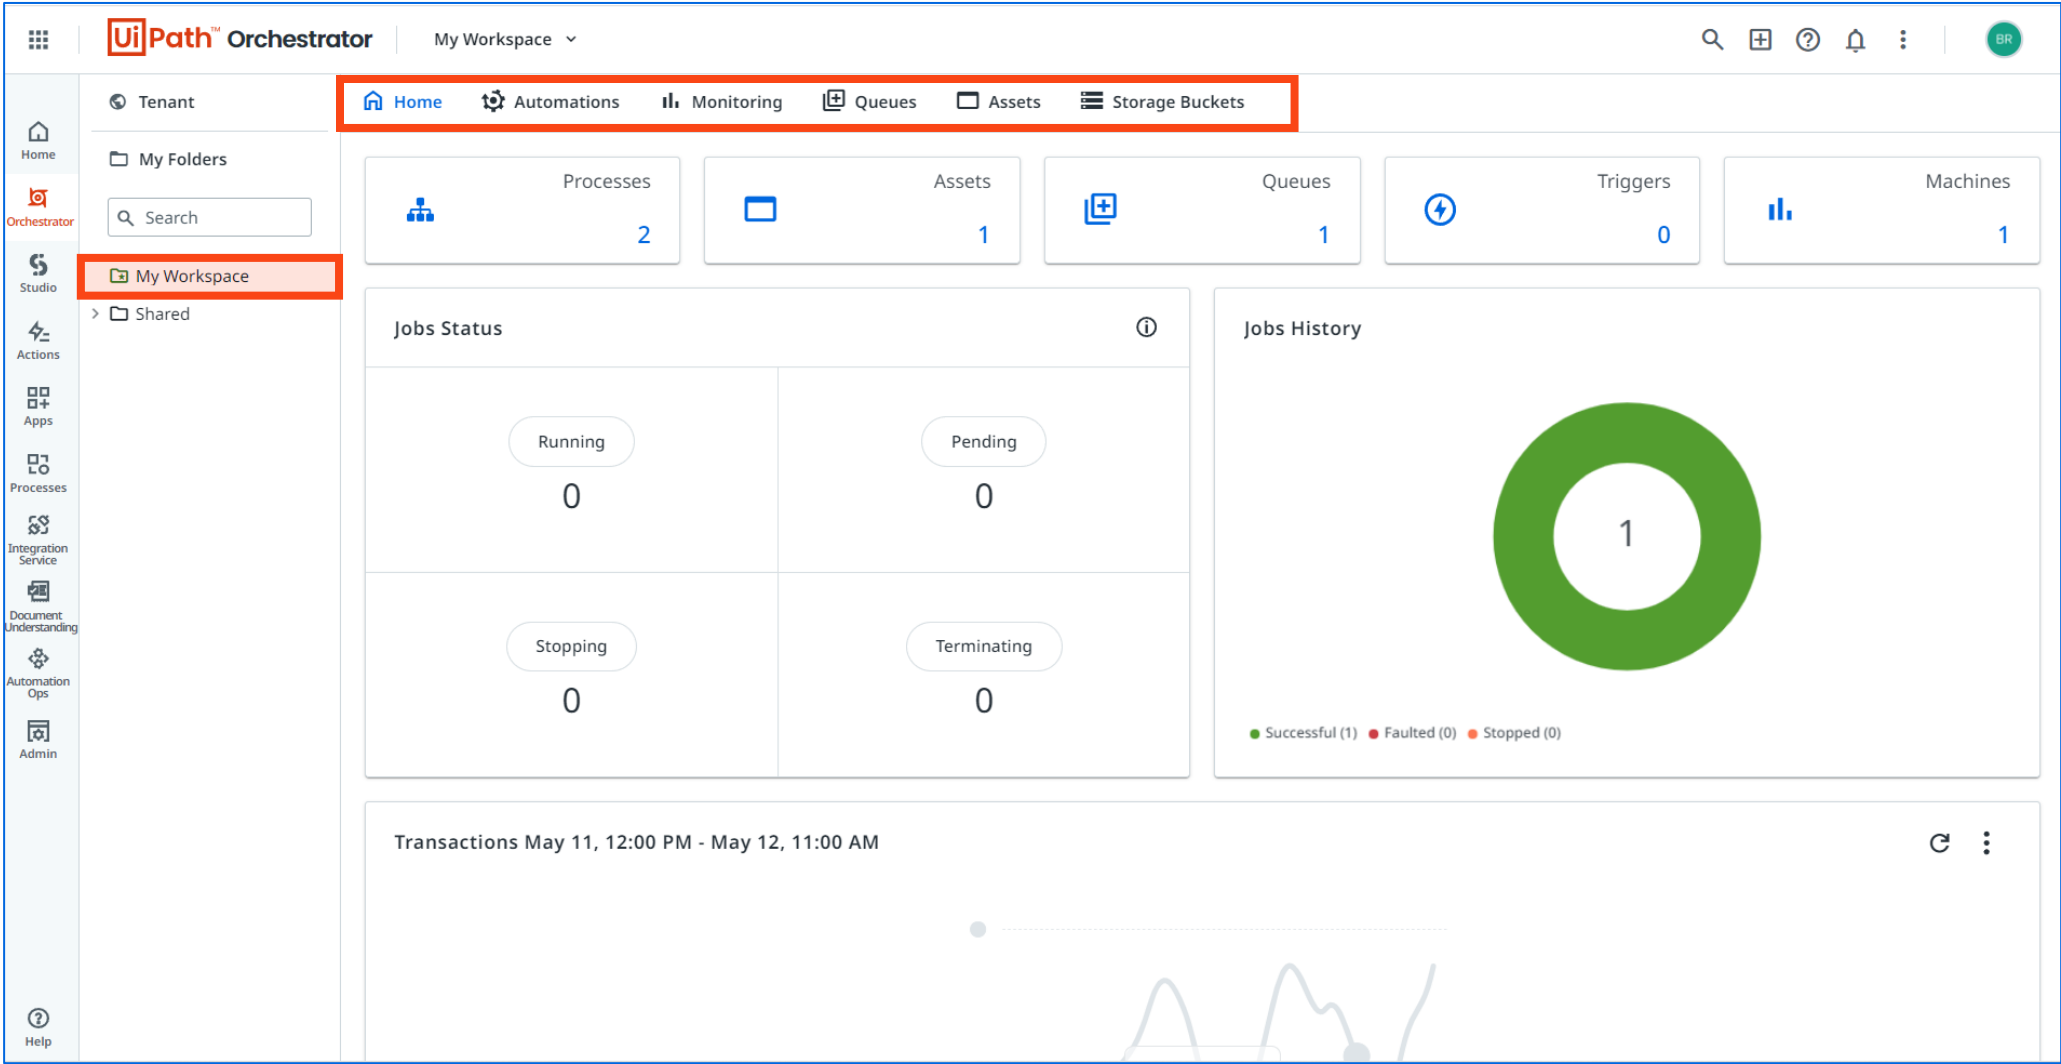 UiPath™ Orchestrator
My Workspace
BR
Home
Orchestrator
Studio
Actions
Apps
Processes
Integration
Service
Document
Understanding
Automation
Ops
Admin
Help
Tenant
My Folders
Search
My Workspace
Shared
Home Automations Monitoring Queues Assets Storage Buckets
Processes
2
Assets
1
Queues
1
Triggers
0
Machines
1
Jobs Status
Running
0
Pending
0
Stopping
0
Terminating
0
Jobs History
1
Successful (1) Faulted (0) Stopped (0)
Transactions May 11, 12:00 PM - May 12, 11:00 AM